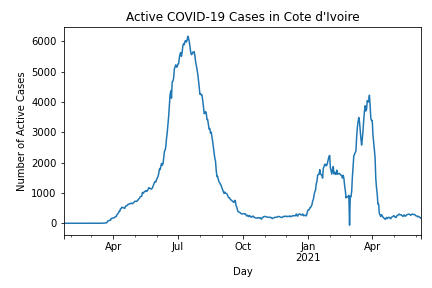 Active COVID-19 Cases in Cote d'Ivoire
Number of Active Cases
6000
5000
4000
3000
2000
1000
0
Apr
Jul
Oct
Jan
2021
Apr
Day